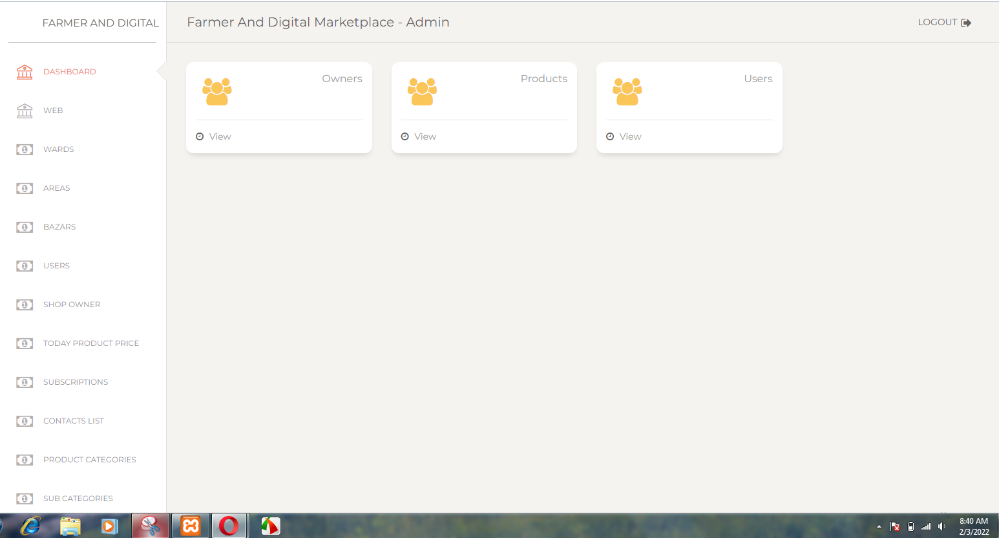 FARMER AND DIGITAL
Farmer And Digital Marketplace - Admin
LOGOUT
DASHBOARD
WEB
WARDS
AREAS
BAZARS
USERS
SHOP OWNER
TODAY PRODUCT PRICE
SUBSCRIPTIONS
CONTACTS LIST
PRODUCT CATEGORIES
SUB CATEGORIES
Owners
View
Products
View
Users
View
8:40 AM
2/3/2022